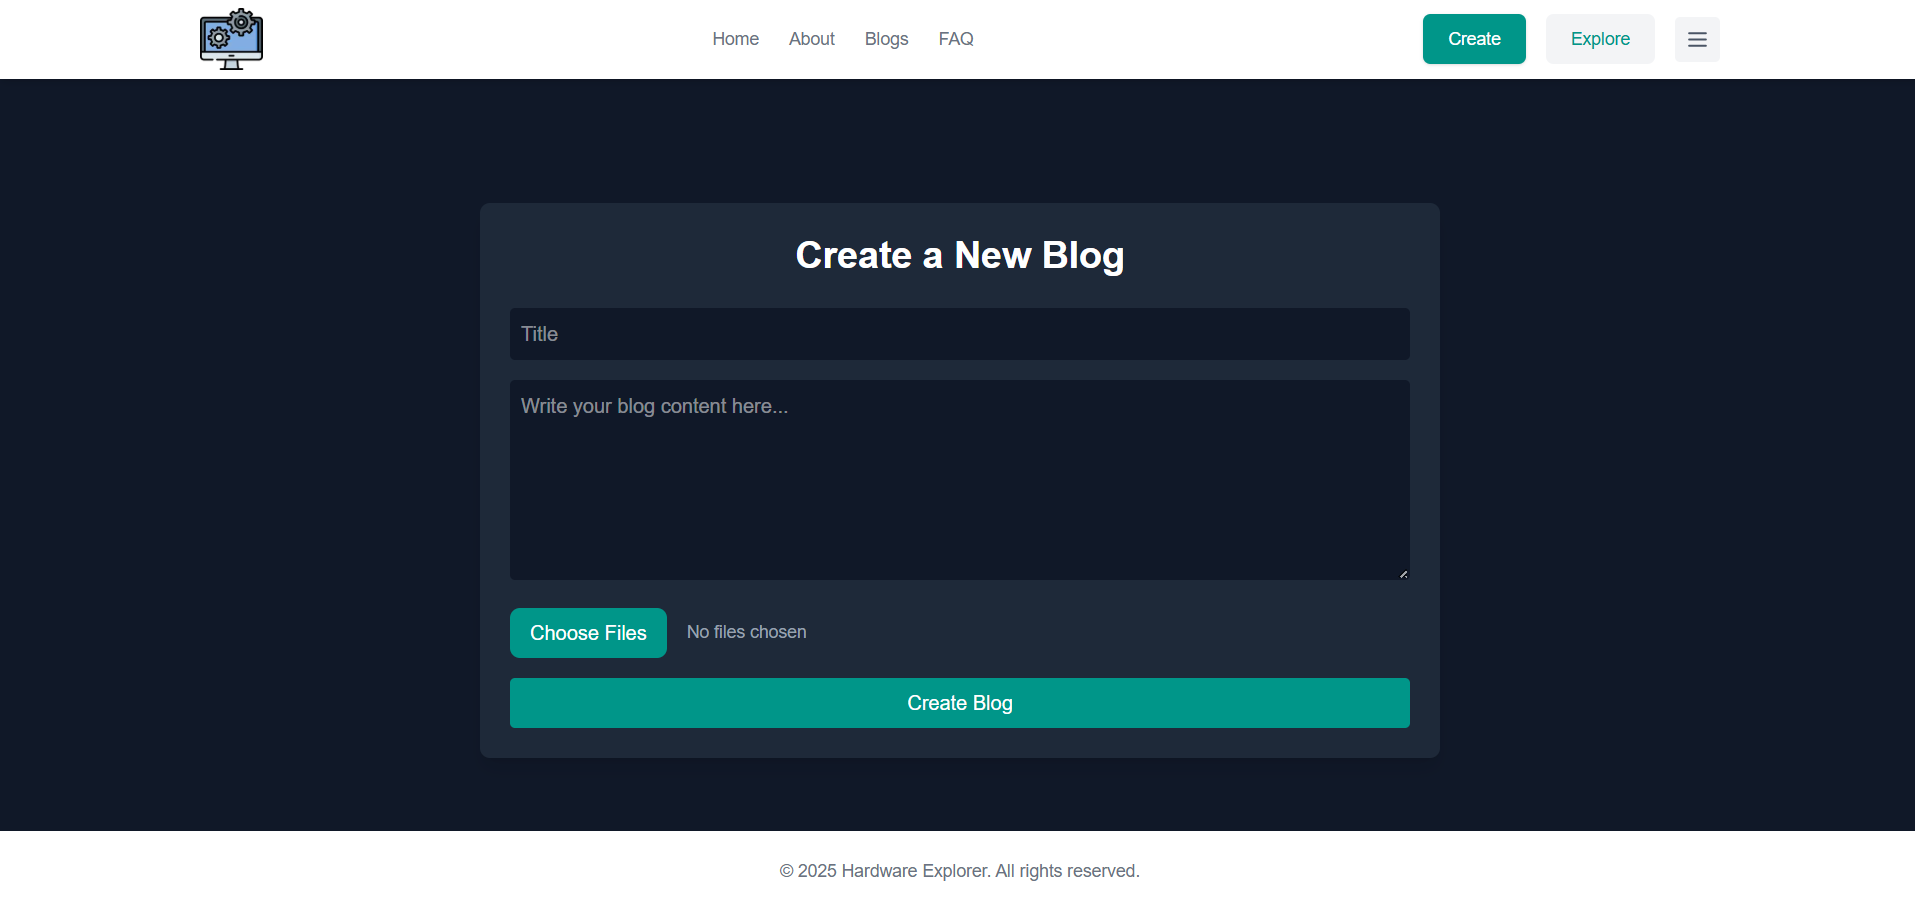 Home About Blogs FAQ Create Explore
Create a New Blog
Title
Write your blog content here...
Choose Files No files chosen
Create Blog
© 2025 Hardware Explorer. All rights reserved.